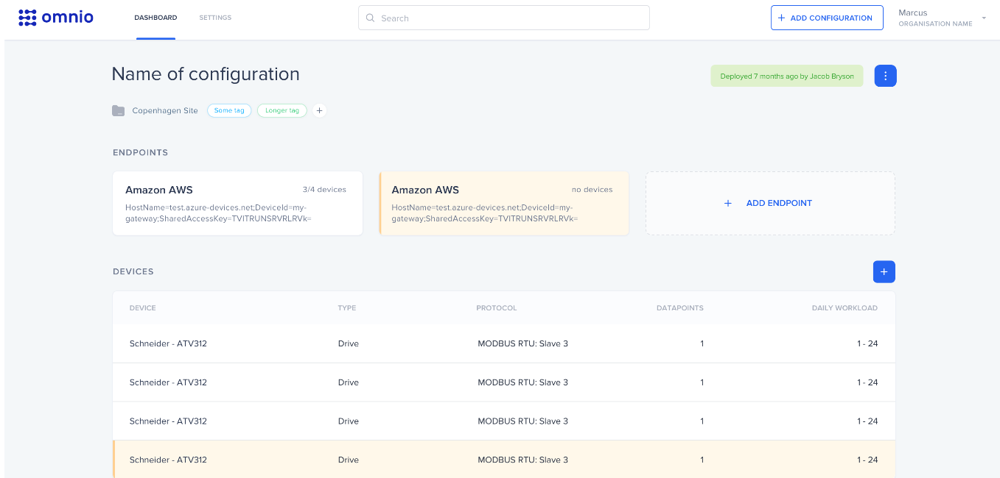 omnio
DASHBOARD
SETTINGS
Search
+ ADD CONFIGURATION
Marcus
ORGANISATION NAME
Name of configuration
Deployed 7 months ago by Jacob Bryson
Copenhagen Site
Some tag
Longer tag
+
ENDPOINTS
Amazon AWS
3/4 devices
HostName=test.azure-devices.net;DeviceId=my-
gateway;SharedAccessKey=TVITRUNSRVRLRVk=
Amazon AWS
no devices
HostName=test.azure-devices.net;DeviceId=my-
gateway;SharedAccessKey=TVITRUNSRVRLRVk=
+ ADD ENDPOINT
DEVICES
+
DEVICE TYPE PROTOCOL DATAPOINTS DAILY WORKLOAD
Schneider - ATV312 Drive MODBUS RTU: Slave 3 1 1 - 24
Schneider - ATV312 Drive MODBUS RTU: Slave 3 1 1 - 24
Schneider - ATV312 Drive MODBUS RTU: Slave 3 1 1 - 24
Schneider - ATV312 Drive MODBUS RTU: Slave 3 1 1 - 24